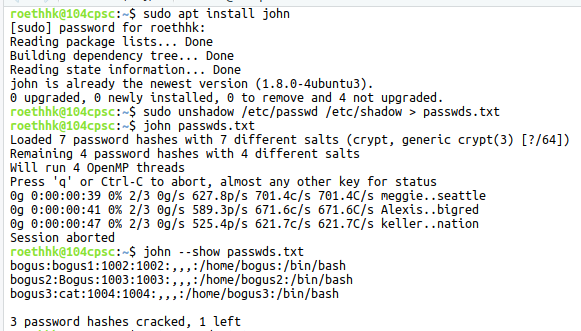 roethhk@104cpsc:~$ sudo apt install john
[sudo] password for roethhk:
Reading package lists... Done
Building dependency tree... Done
Reading state information... Done
john is already the newest version (1.8.0-4ubuntu3).
0 upgraded, 0 newly installed, 0 to remove and 4 not upgraded.
roethhk@104cpsc:~$ sudo unshadow /etc/passwd /etc/shadow > passwds.txt
roethhk@104cpsc:~$ john passwds.txt
Loaded 7 password hashes with 7 different salts (crypt, generic crypt(3) [?/64])
Remaining 4 password hashes with 4 different salts
Will run 4 OpenMP threads
Press 'q' or Ctrl-C to abort, almost any other key for status
0g 0:00:00:39 0% 2/3 0g/s 627.8p/s 701.4c/s 701.4C/s meggie..seattle
0g 0:00:00:41 0% 2/3 0g/s 589.3p/s 671.6c/s 671.6C/s Alexis..bigred
0g 0:00:00:47 0% 2/3 0g/s 525.4p/s 621.7c/s 621.7C/s keller..nation
Session aborted
roethhk@104cpsc:~$ john --show passwds.txt
bogus:bogus1:1002:1002:,,,:/home/bogus:/bin/bash
bogus2:Bogus:1003:1003:,,,:/home/bogus2:/bin/bash
bogus3:cat:1004:1004:,,,:/home/bogus3:/bin/bash

3 password hashes cracked, 1 left